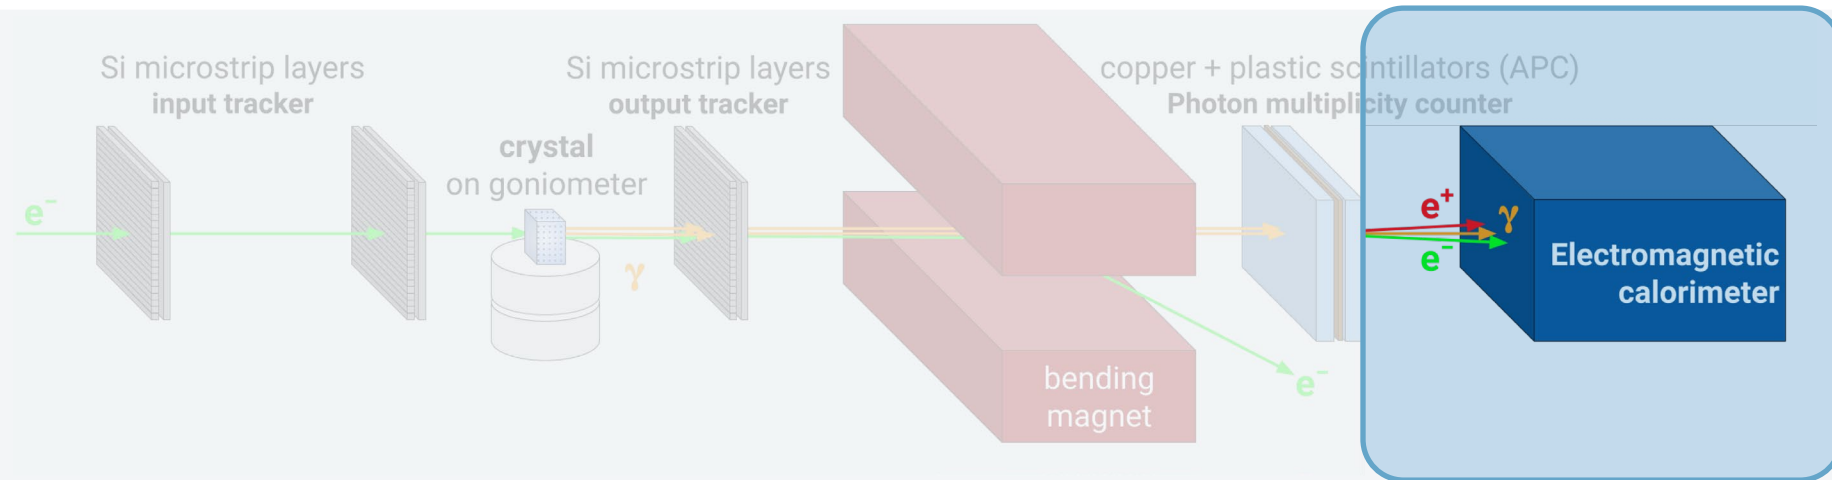 Si microstrip layers
input tracker
Si microstrip layers
output tracker
copper + plastic scintillators (APC)
Photon multiplicity counter
crystal
on goniometer
e⁻
γ
e⁺
γ
e⁻
Electromagnetic
calorimeter
bending
magnet
e⁻